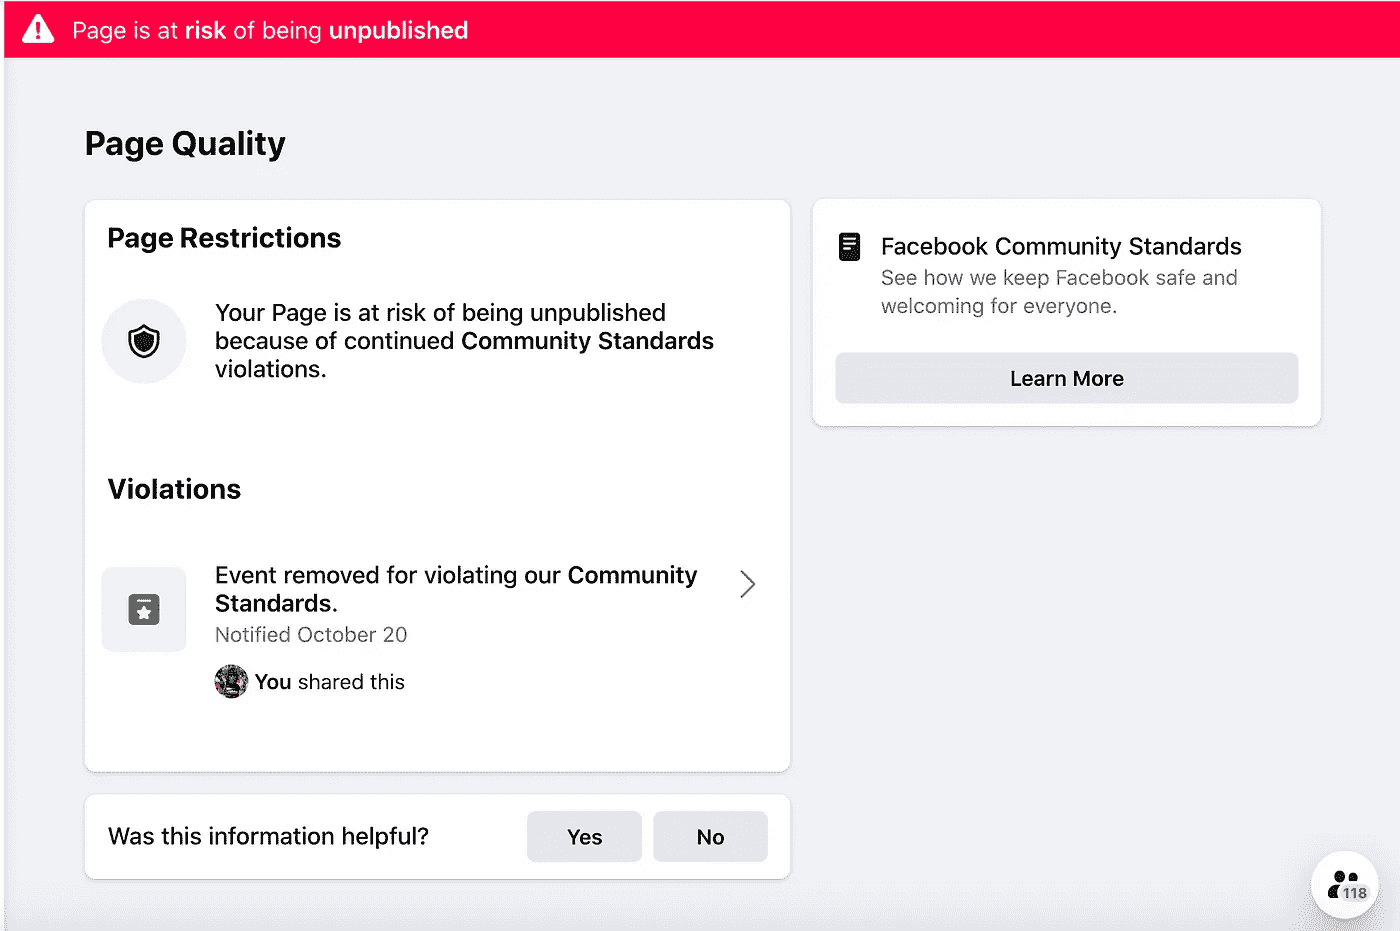 Page is at risk of being unpublished
Page Quality
Page Restrictions
Your Page is at risk of being unpublished
because of continued Community Standards
violations.
Violations
Event removed for violating our Community
Standards.
Notified October 20
You shared this
Was this information helpful?
Yes
No
Facebook Community Standards
See how we keep Facebook safe and
welcoming for everyone.
Learn More
118